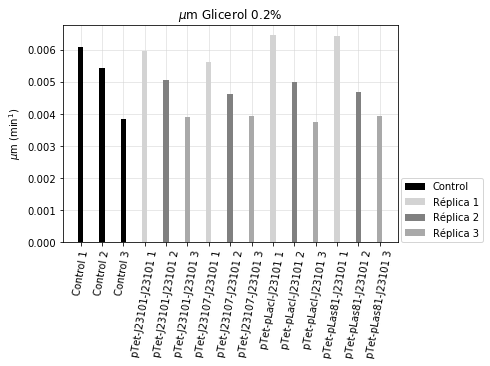 μm Glicerol 0.2%
0.006
0.005
0.004
0.003
0.002
0.001
0.000
μm (min¹)
Control 1
Control 2
Control 3
pTet-J23101-J23101 1
pTet-J23101-J23101 2
pTet-J23101-J23101 3
pTet-J23107-J23101 1
pTet-J23107-J23101 2
pTet-J23107-J23101 3
pTet-pLacI-J23101 1
pTet-pLacI-J23101 2
pTet-pLacI-J23101 3
pTet-pLas81-J23101 1
pTet-pLas81-J23101 2
pTet-pLas81-J23101 3
Control
Réplica 1
Réplica 2
Réplica 3